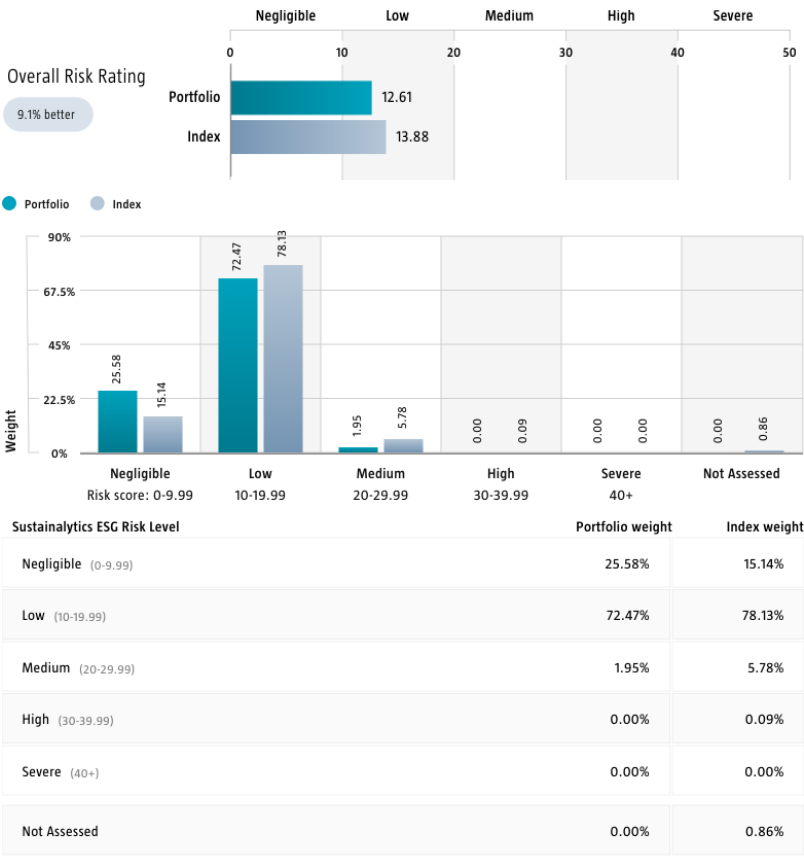 Negligible Low Medium High Severe
0 10 20 30 40 50
Overall Risk Rating
9.1% better
Portfolio 12.61
Index 13.88
Portfolio Index
90%
67.5%
45%
22.5%
0%
Weight
25.58 15.14 72.47 78.13 1.95 5.78 0.00 0.09 0.00 0.00 0.00 0.86
Negligible Low Medium High Severe Not Assessed
Risk score: 0-9.99 10-19.99 20-29.99 30-39.99 40+
Sustainalytics ESG Risk Level Portfolio weight Index weight
Negligible (0-9.99) 25.58% 15.14%
Low (10-19.99) 72.47% 78.13%
Medium (20-29.99) 1.95% 5.78%
High (30-39.99) 0.00% 0.09%
Severe (40+) 0.00% 0.00%
Not Assessed 0.00% 0.86%